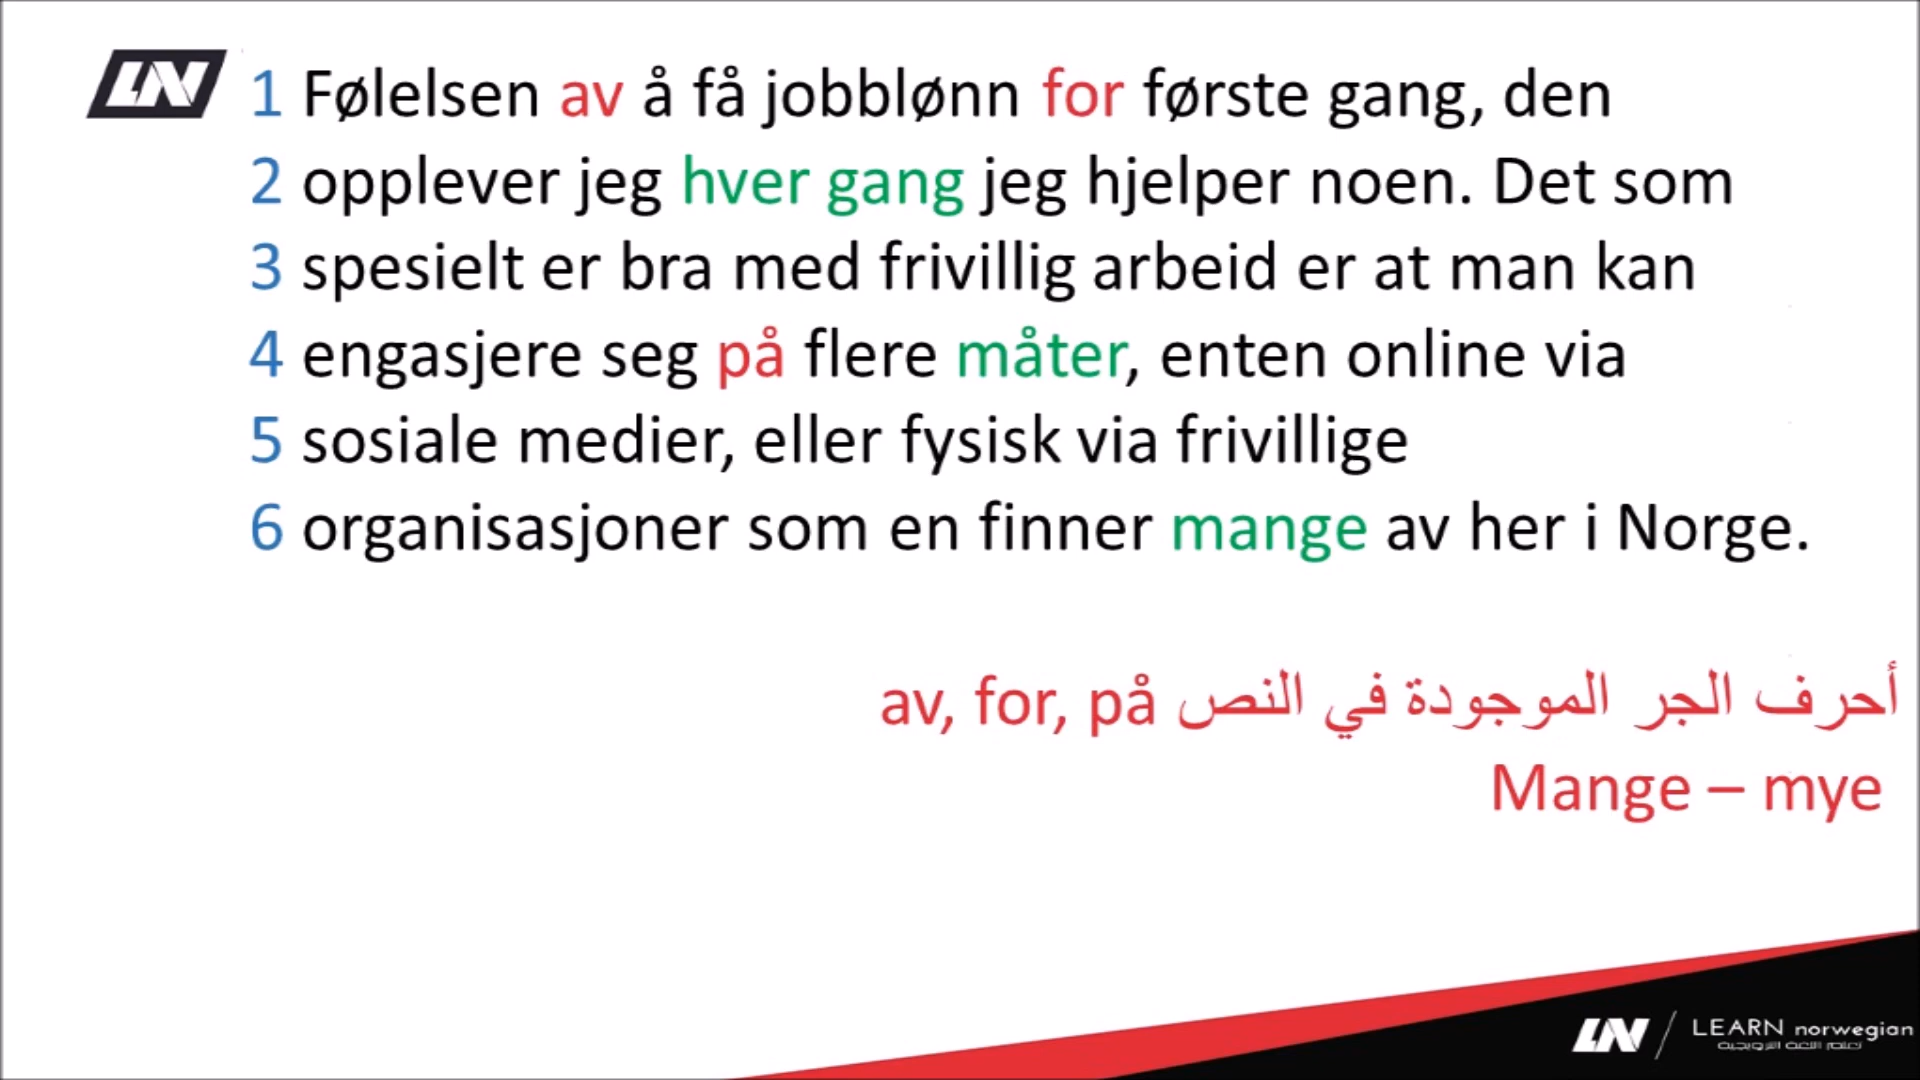 LN
1 Følelsen av å få jobblønn for første gang, den
2 opplever jeg hver gang jeg hjelper noen. Det som
3 spesielt er bra med frivillig arbeid er at man kan
4 engasjere seg på flere måter, enten online via
5 sosiale medier, eller fysisk via frivillige
6 organisasjoner som en finner mange av her i Norge.
أحرف الجر الموجودة في النص av, for, på
Mange – mye
LN / LEARN norwegian
تعلم اللغة النرويجية